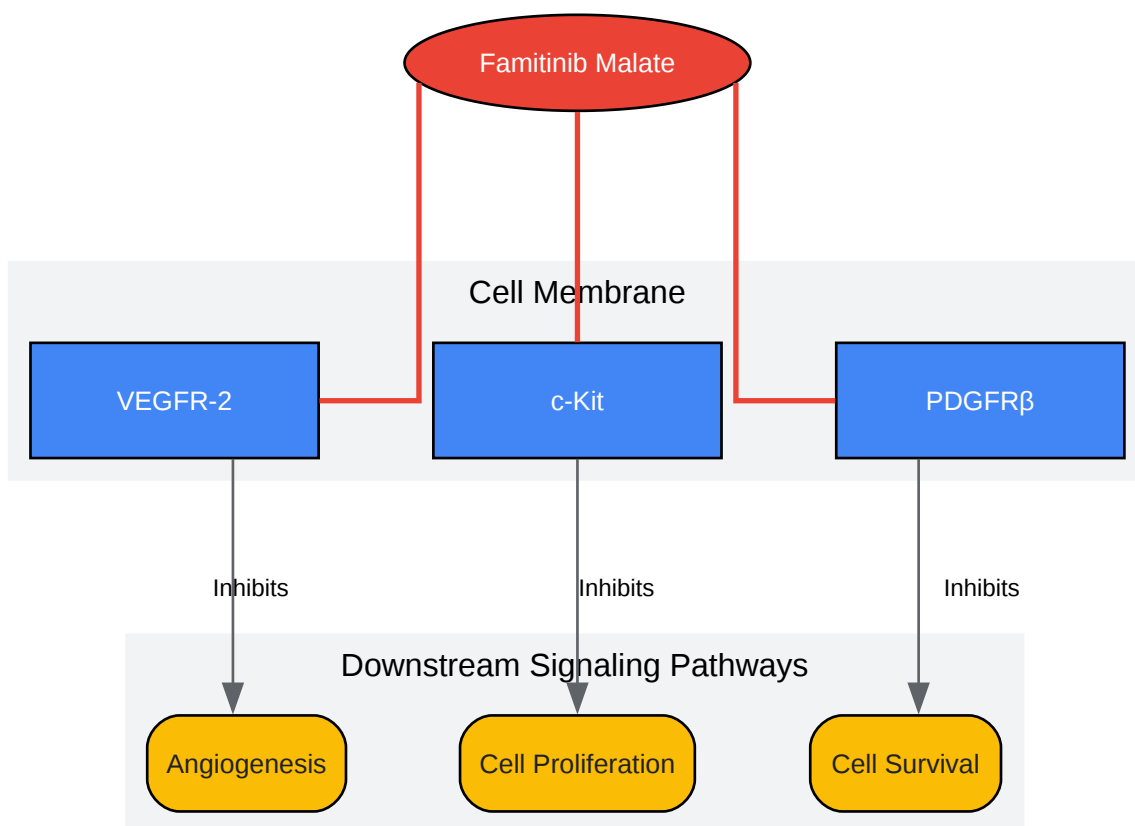 Famitinib Malate
Cell Membrane
VEGFR-2
c-Kit
PDGFRβ
Inhibits
Inhibits
Inhibits
Downstream Signaling Pathways
Angiogenesis
Cell Proliferation
Cell Survival